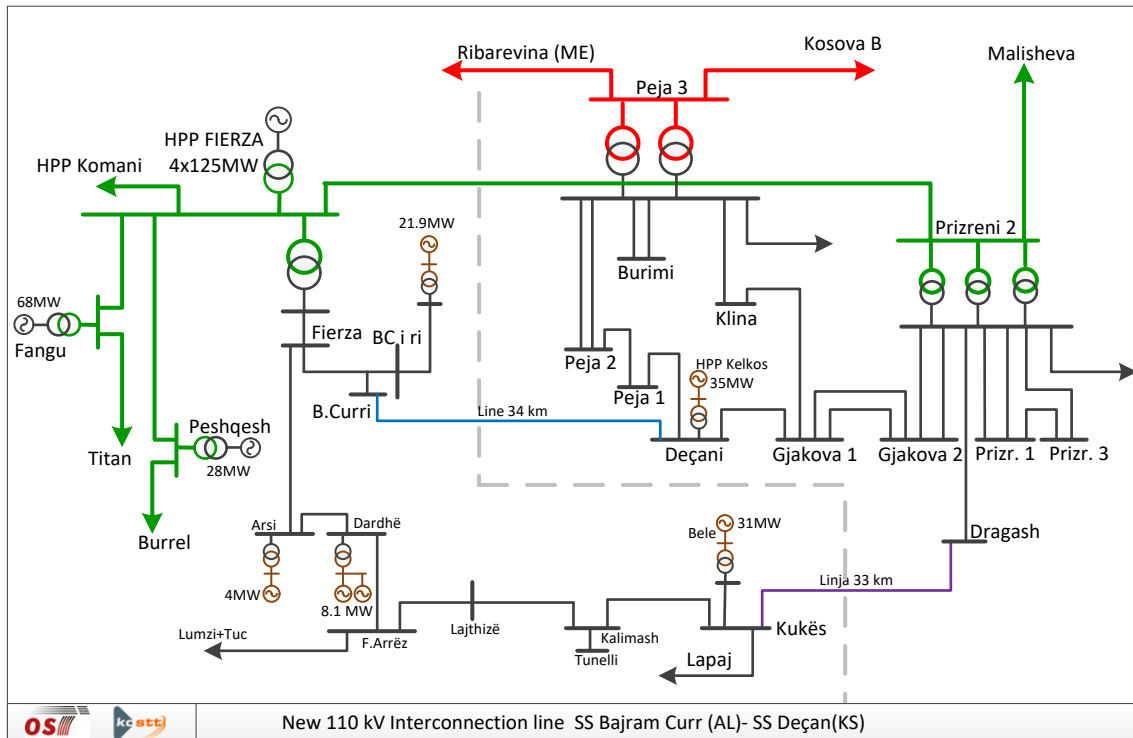 Ribarevina (ME)
Kosova B
Malisheva
Peja 3
HPP FIERZA
4x125MW
HPP Komani
21.9MW
Prizreni 2
Burimi
68MW
Fangu
Klina
Fierza
BC i ri
Peja 2
HPP Kelkos
35MW
Peja 1
B.Curri
Line 34 km
Peshqesh
28MW
Titan
Deçani
Gjakova 1
Gjakova 2
Prizr. 1
Prizr. 3
Burrel
Arsi
Dardhë
Bele
31MW
Dragash
4MW
8.1 MW
Linja 33 km
Lajthizë
Lumzi+Tuc
F.Arrëz
Kalimash
Tunelli
Kukës
Lapaj
OST
kostt
New 110 kV Interconnection line SS Bajram Curr (AL)- SS Deçan(KS)